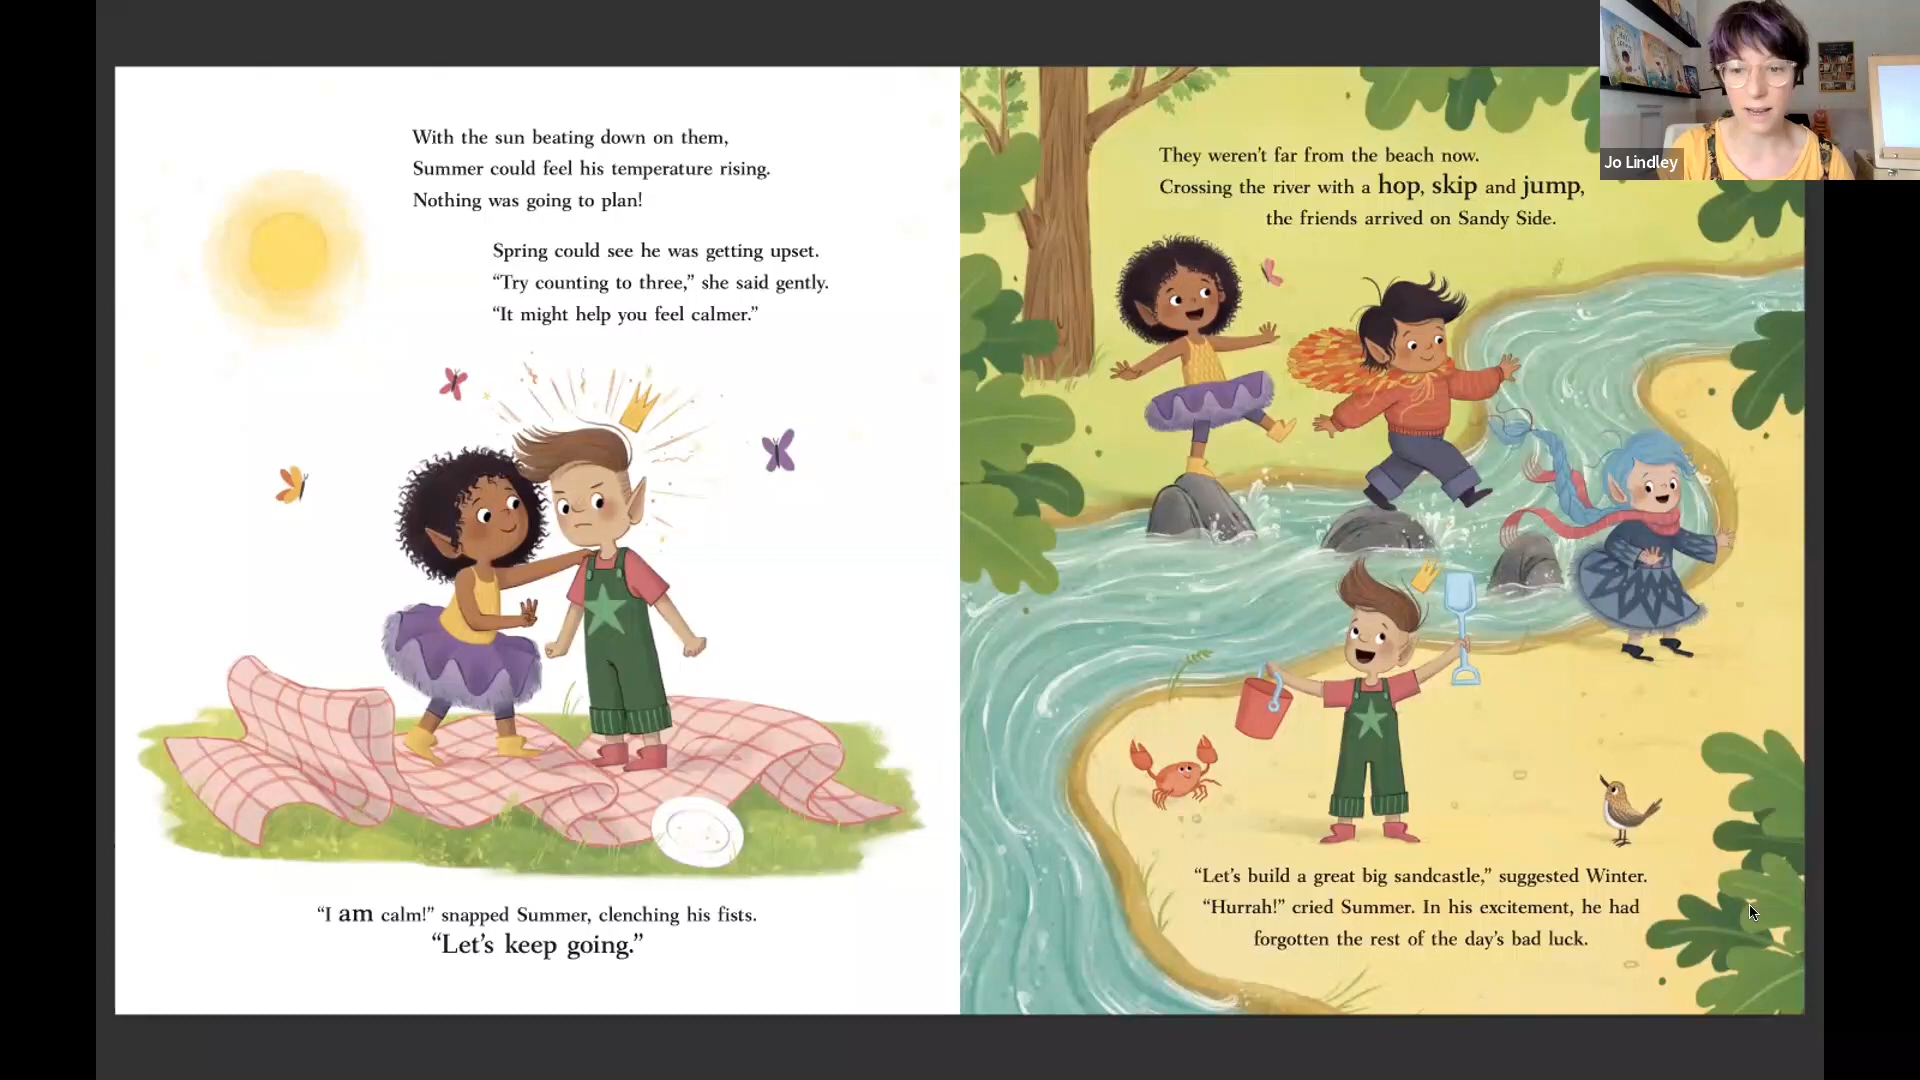 With the sun beating down on them,
Summer could feel his temperature rising.
Nothing was going to plan!
Spring could see he was getting upset.
“Try counting to three,” she said gently.
“It might help you feel calmer.”
“I am calm!” snapped Summer, clenching his fists.
“Let’s keep going.”
They weren’t far from the beach now.
Crossing the river with a hop, skip and jump,
the friends arrived on Sandy Side.
“Let’s build a great big sandcastle,” suggested Winter.
“Hurrah!” cried Summer. In his excitement, he had
forgotten the rest of the day’s bad luck.
Jo Lindley